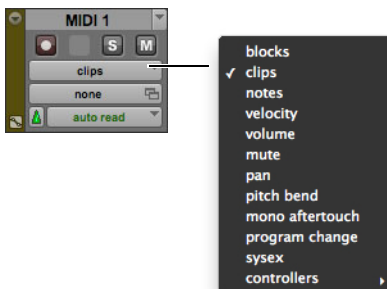 MIDI 1
S M
clips
none
auto read
blocks
✓ clips
notes
velocity
volume
mute
pan
pitch bend
mono aftertouch
program change
sysex
controllers